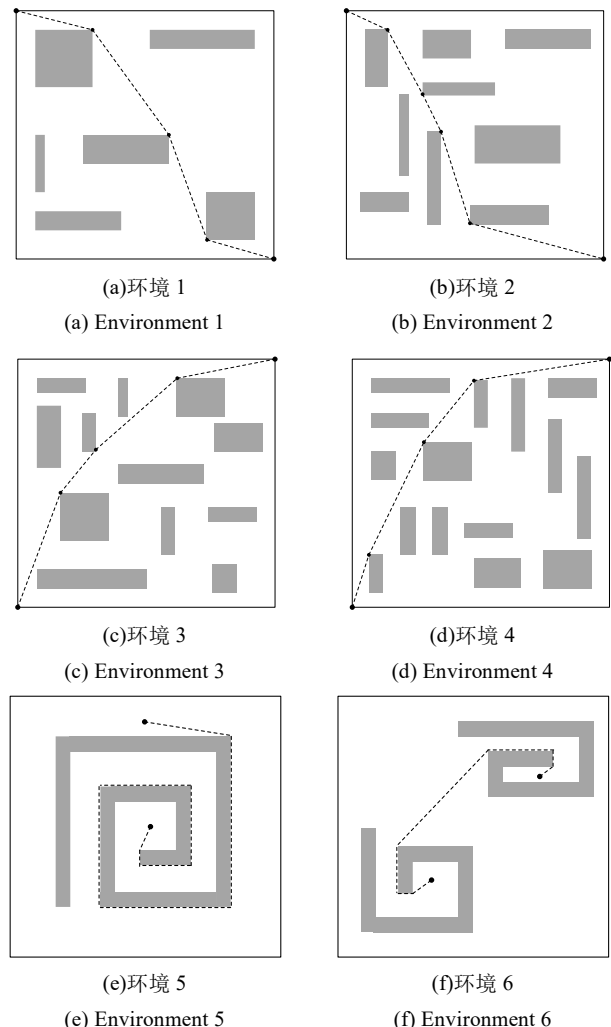 (a)环境 1
(b)环境 2
(a) Environment 1
(b) Environment 2
(c)环境 3
(d)环境 4
(c) Environment 3
(d) Environment 4
(e)环境 5
(f)环境 6
(e) Environment 5
(f) Environment 6